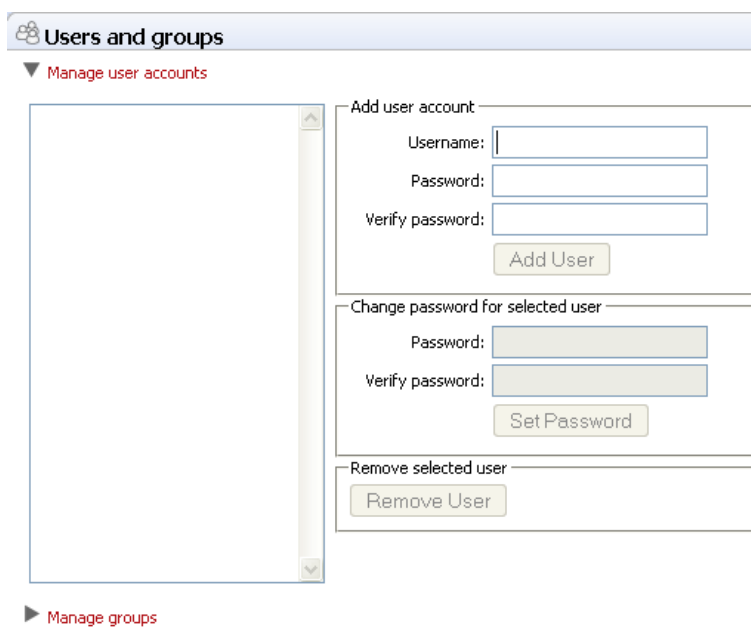 Users and groups
Manage user accounts
Add user account
Username:
Password:
Verify password:
Add User
Change password for selected user
Password:
Verify password:
Set Password
Remove selected user
Remove User
Manage groups